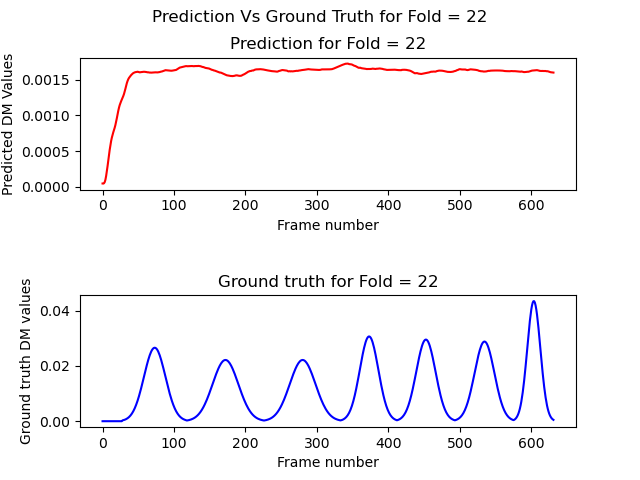 Prediction Vs Ground Truth for Fold = 22
Prediction for Fold = 22
Predicted DM Values
0.0015
0.0010
0.0005
0.0000
0 100 200 300 400 500 600
Frame number
Ground truth for Fold = 22
Ground truth DM values
0.04
0.02
0.00
0 100 200 300 400 500 600
Frame number